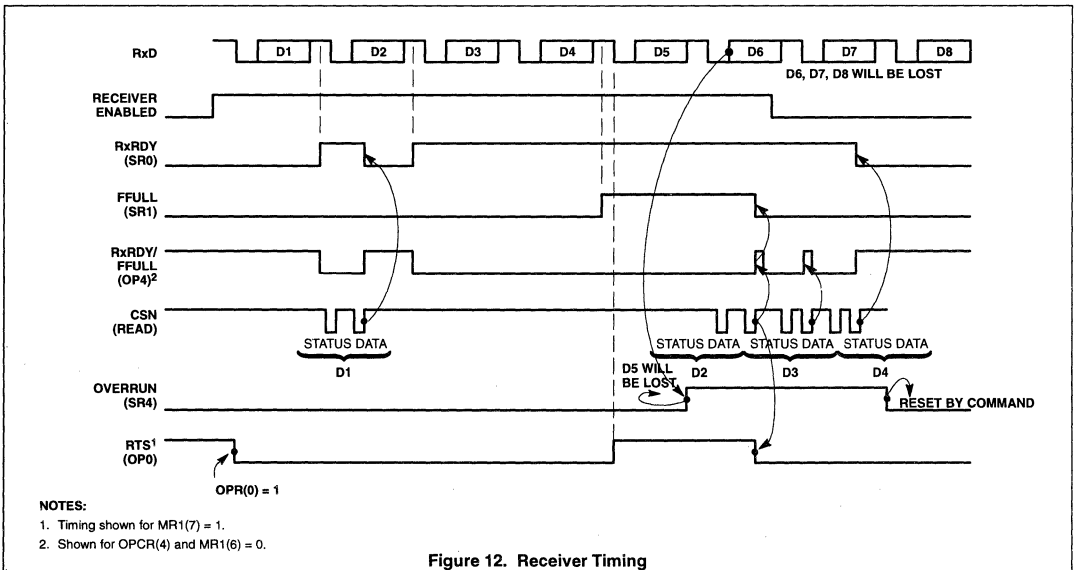 RxD
D1 D2 D3 D4 D5 D6 D7 D8
D6, D7, D8 WILL BE LOST
RECEIVER
ENABLED
RxRDY
(SR0)
FFULL
(SR1)
RxRDY/
FFULL
(OP4)2
CSN
(READ)
STATUS DATA STATUS DATA STATUS DATA STATUS DATA
D1 D2 D3 D4
D5 WILL
BE LOST
OVERRUN
(SR4)
RESET BY COMMAND
RTS1
(OP0)
OPR(0) = 1
NOTES:
1. Timing shown for MR1(7) = 1.
2. Shown for OPCR(4) and MR1(6) = 0.
Figure 12. Receiver Timing